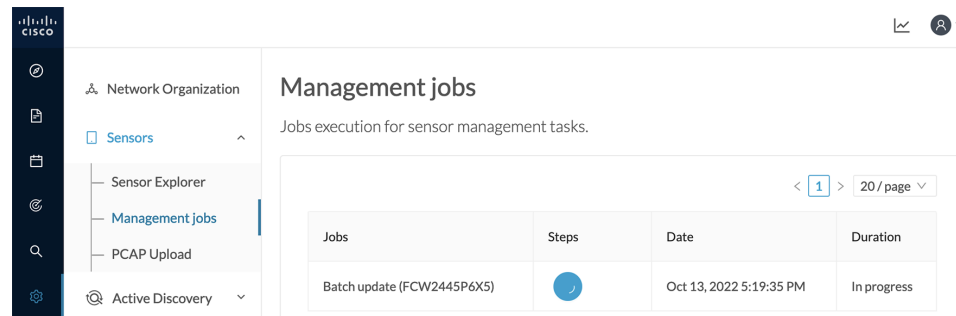 CISCO
Network Organization
Sensors
Sensor Explorer
Management jobs
PCAP Upload
Active Discovery
Management jobs
Jobs execution for sensor management tasks.
< 1 > 20 / page
Jobs Steps Date Duration
Batch update (FCW2445P6X5) Oct 13, 2022 5:19:35 PM In progress